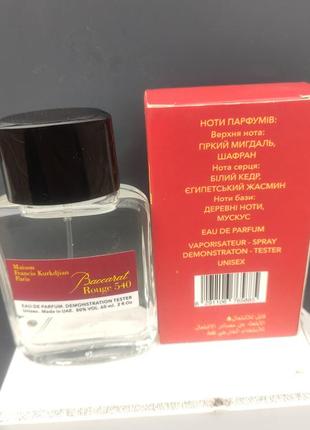 Maison
Francis Kurkdjian
Paris
Baccarat
Rouge 540
EAU DE PARFUM. DEMONSTRATION TESTER
Unisex. Made in UAE. 80% VOL. 60 ml. 2 fl.Oz
НОТИ ПАРФУМІВ:
Верхня нота:
ГІРКИЙ МИГДАЛЬ,
ШАФРАН
Нота серця:
БІЛИЙ КЕДР,
ЄГИПЕТСЬКИЙ ЖАСМИН
Ноти бази:
ДЕРЕВНІ НОТИ,
МУСКУС
EAU DE PARFUM
VAPORISATEUR - SPRAY
DEMONSTRATON - TESTER
UNISEX